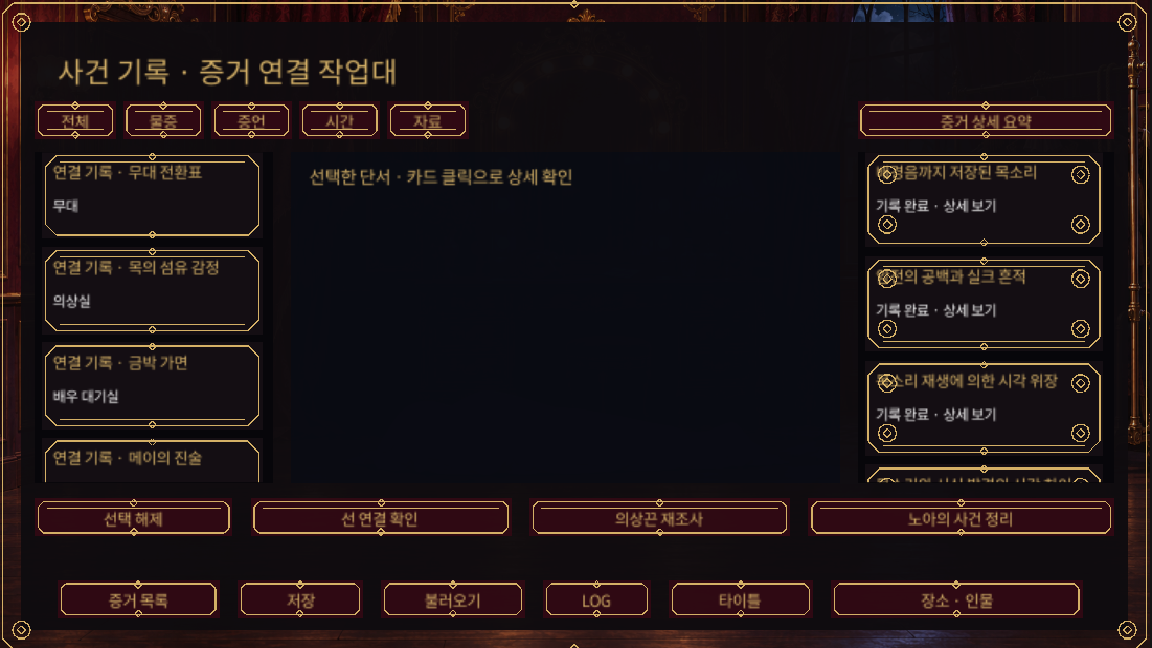 사건 기록 · 증거 연결 작업대
전체
물증
증언
시간
자료
증거 상세 요약
연결 기록 · 무대 전환표
무대
연결 기록 · 목의 섬유 감정
의상실
연결 기록 · 금박 가면
배우 대기실
연결 기록 · 메이의 진술
선택한 단서 · 카드 클릭으로 상세 확인
배경음까지 저장된 목소리
기록 완료 · 상세 보기
공백과 실크 흔적
기록 완료 · 상세 보기
목소리 재생에 의한 시각 위장
기록 완료 · 상세 보기
선택 해제
선 연결 확인
의상끈 재조사
노아의 사건 정리
증거 목록
저장
불러오기
LOG
타이틀
장소 · 인물